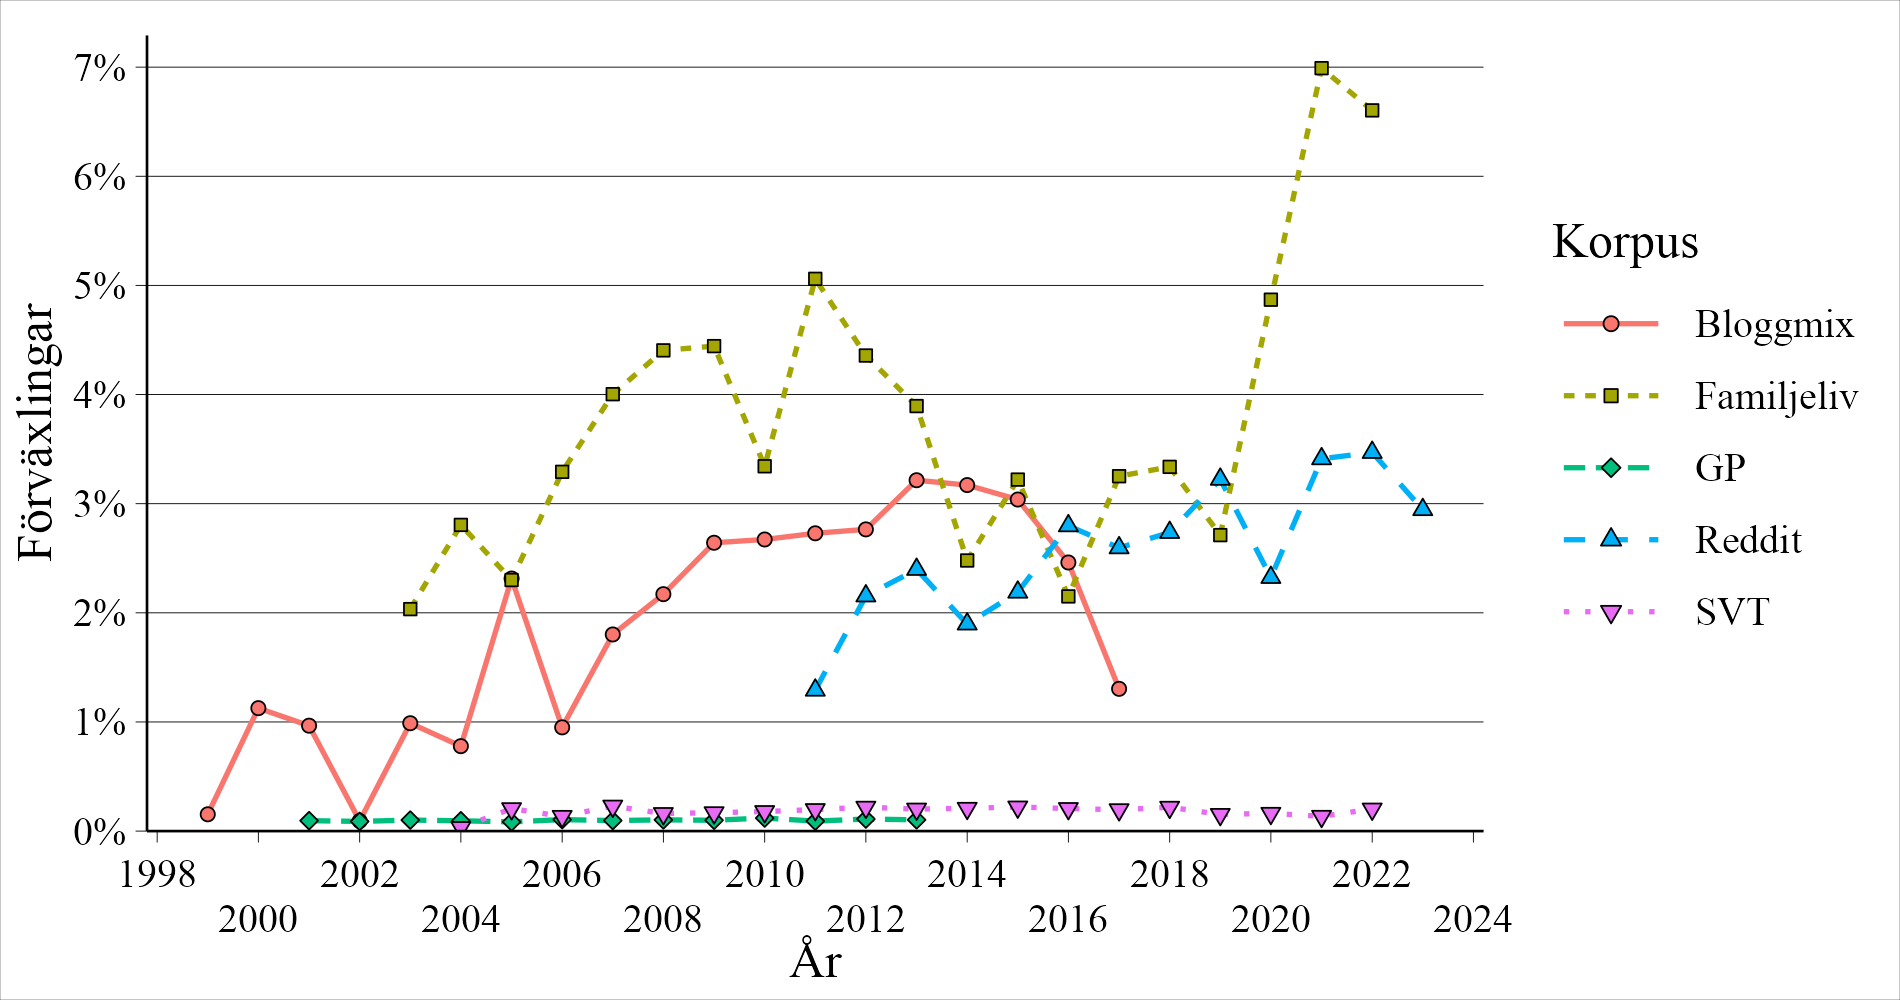 7%
6%
5%
4%
3%
2%
1%
0%
Förväxlingar
1998 2002 2006 2010 2014 2018 2022
2000 2004 2008 2012 2016 2020 2024
År
Korpus
Bloggmix
Familjeliv
GP
Reddit
SVT